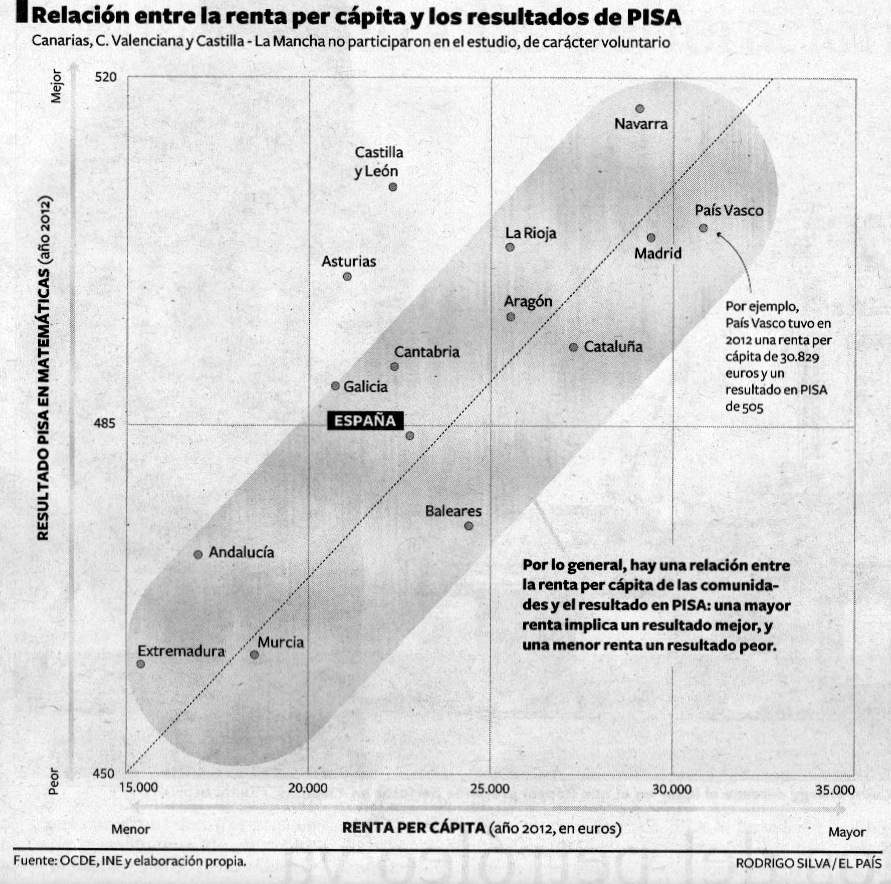 Relación entre la renta per cápita y los resultados de PISA
Canarias, C. Valenciana y Castilla - La Mancha no participaron en el estudio, de carácter voluntario
Mejor
520
Navarra
Castilla
y León
País Vasco
La Rioja
Madrid
Asturias
Aragón
Por ejemplo,
País Vasco tuvo en
2012 una renta per
cápita de 30.829
euros y un
resultado en PISA
de 505
Cataluña
Cantabria
Galicia
RESULTADO PISA EN MATEMÁTICAS (año 2012)
485
ESPAÑA
Baleares
Andalucía
Por lo general, hay una relación entre
la renta per cápita de las comunida-
des y el resultado en PISA: una mayor
renta implica un resultado mejor, y
una menor renta un resultado peor.
Murcia
Extremadura
Peor
450
15.000 20.000 25.000 30.000 35.000
Menor RENTA PER CÁPITA (año 2012, en euros) Mayor
Fuente: OCDE, INE y elaboración propia. RODRIGO SILVA / EL PAÍS